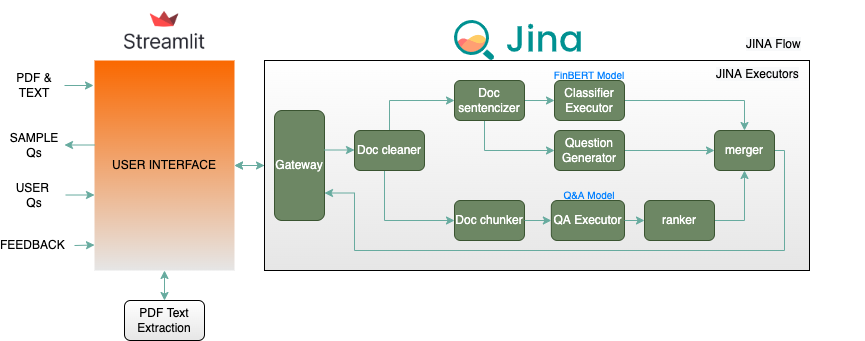 Streamlit
Jina
JINA Flow
PDF &
TEXT
SAMPLE
Qs
USER
Qs
FEEDBACK
USER INTERFACE
PDF Text
Extraction
JINA Executors
Gateway
Doc cleaner
Doc
sentencizer
FinBERT Model
Classifier
Executor
Question
Generator
merger
Doc chunker
Q&A Model
QA Executor
ranker